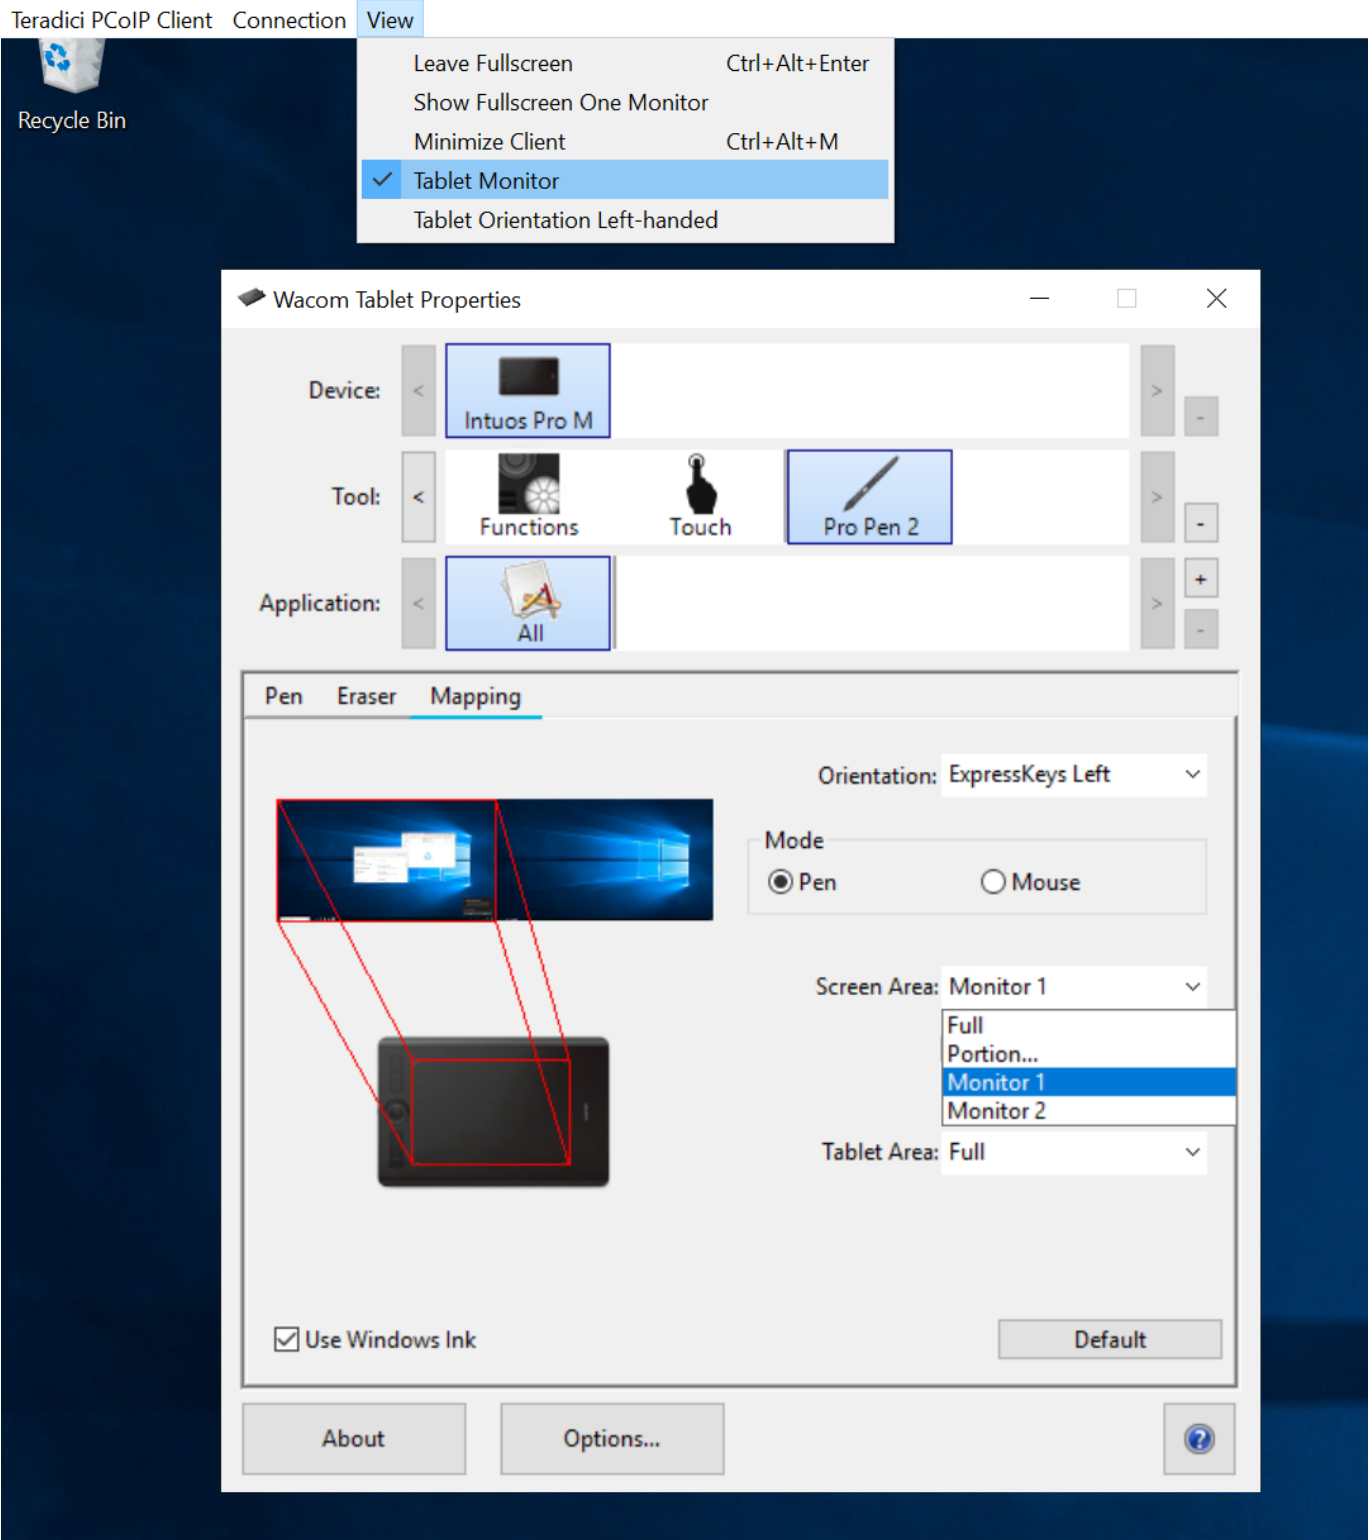 Teradici PCoIP Client Connection View
Leave Fullscreen Ctrl+Alt+Enter
Show Fullscreen One Monitor
Minimize Client Ctrl+Alt+M
Tablet Monitor
Tablet Orientation Left-handed
Recycle Bin
Wacom Tablet Properties
Device: < Intuos Pro M > -
Tool: < Functions Touch Pro Pen 2 > -
Application: < All > + -
Pen Eraser Mapping
Orientation: ExpressKeys Left
Mode
Pen Mouse
Screen Area: Monitor 1
Full
Portion...
Monitor 1
Monitor 2
Tablet Area: Full
Use Windows Ink Default
About Options... ?